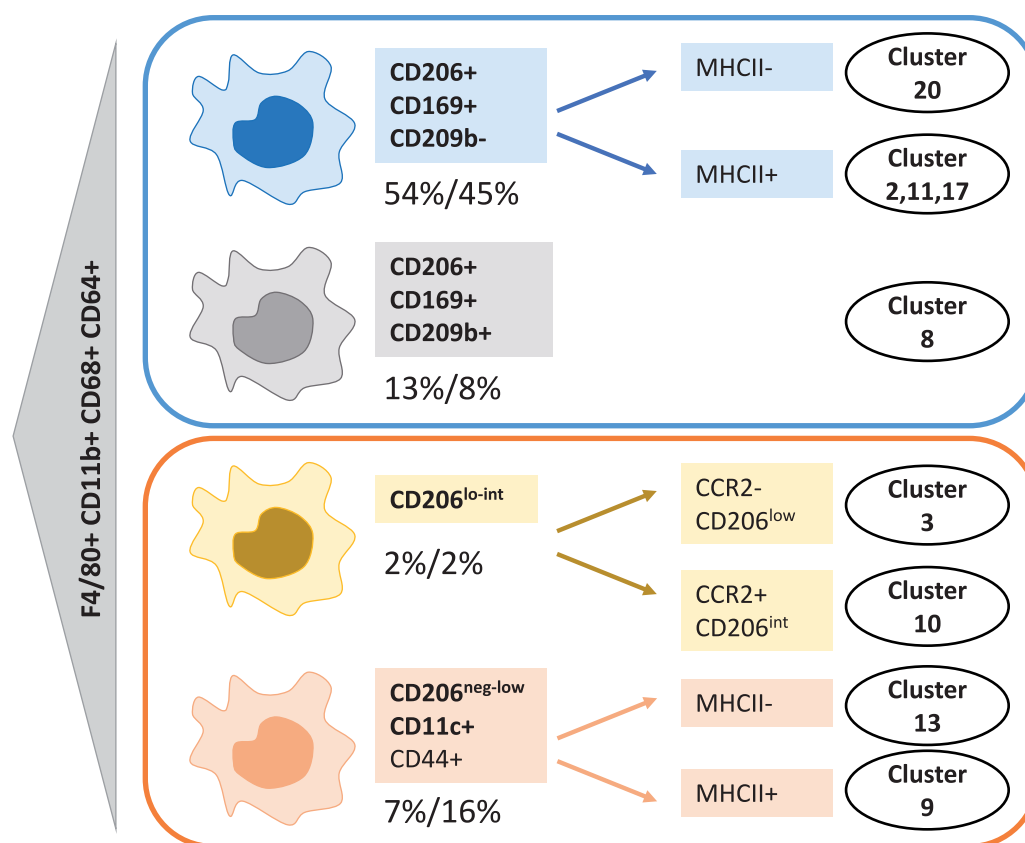 F4/80+ CD11b+ CD68+ CD64+
CD206+
CD169+
CD209b-
54%/45%
MHCII-
Cluster
20
MHCII+
Cluster
2,11,17
CD206+
CD169+
CD209b+
13%/8%
Cluster
8
CD206lo-int
2%/2%
CCR2-
CD206low
Cluster
3
CCR2+
CD206int
Cluster
10
CD206neg-low
CD11c+
CD44+
7%/16%
MHCII-
Cluster
13
MHCII+
Cluster
9